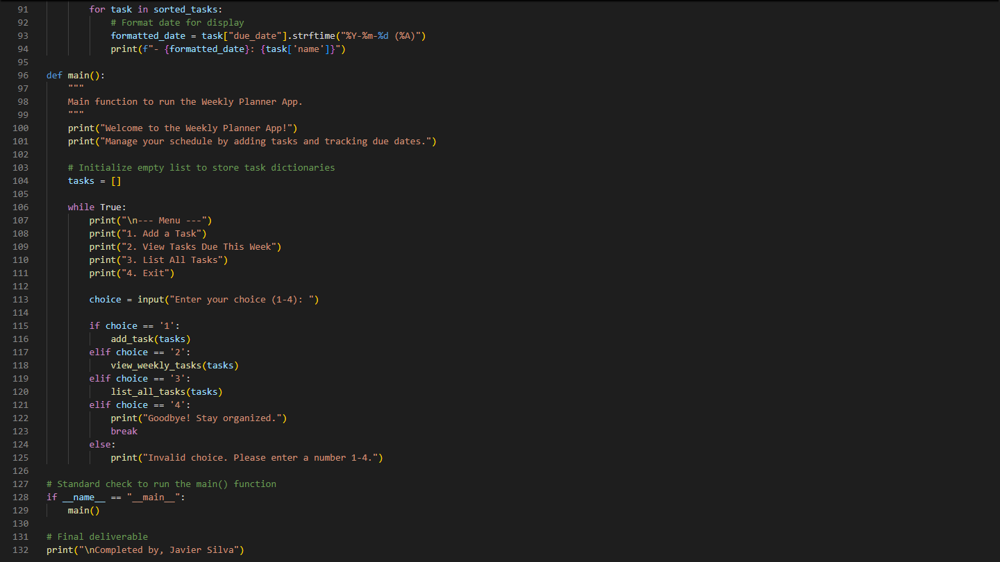 91 for task in sorted_tasks:
92 # Format date for display
93 formatted_date = task["due_date"].strftime("%Y-%m-%d (%A)")
94 print(f"- {formatted_date}: {task['name']}")
95
96 def main():
97 """
98 Main function to run the Weekly Planner App.
99 """
100 print("Welcome to the Weekly Planner App!")
101 print("Manage your schedule by adding tasks and tracking due dates.")
102
103 # Initialize empty list to store task dictionaries
104 tasks = []
105
106 while True:
107 print("\n--- Menu ---")
108 print("1. Add a Task")
109 print("2. View Tasks Due This Week")
110 print("3. List All Tasks")
111 print("4. Exit")
112
113 choice = input("Enter your choice (1-4): ")
114
115 if choice == '1':
116 add_task(tasks)
117 elif choice == '2':
118 view_weekly_tasks(tasks)
119 elif choice == '3':
120 list_all_tasks(tasks)
121 elif choice == '4':
122 print("Goodbye! Stay organized.")
123 break
124 else:
125 print("Invalid choice. Please enter a number 1-4.")
126
127 # Standard check to run the main() function
128 if __name__ == "__main__":
129 main()
130
131 # Final deliverable
132 print("\nCompleted by, Javier Silva")